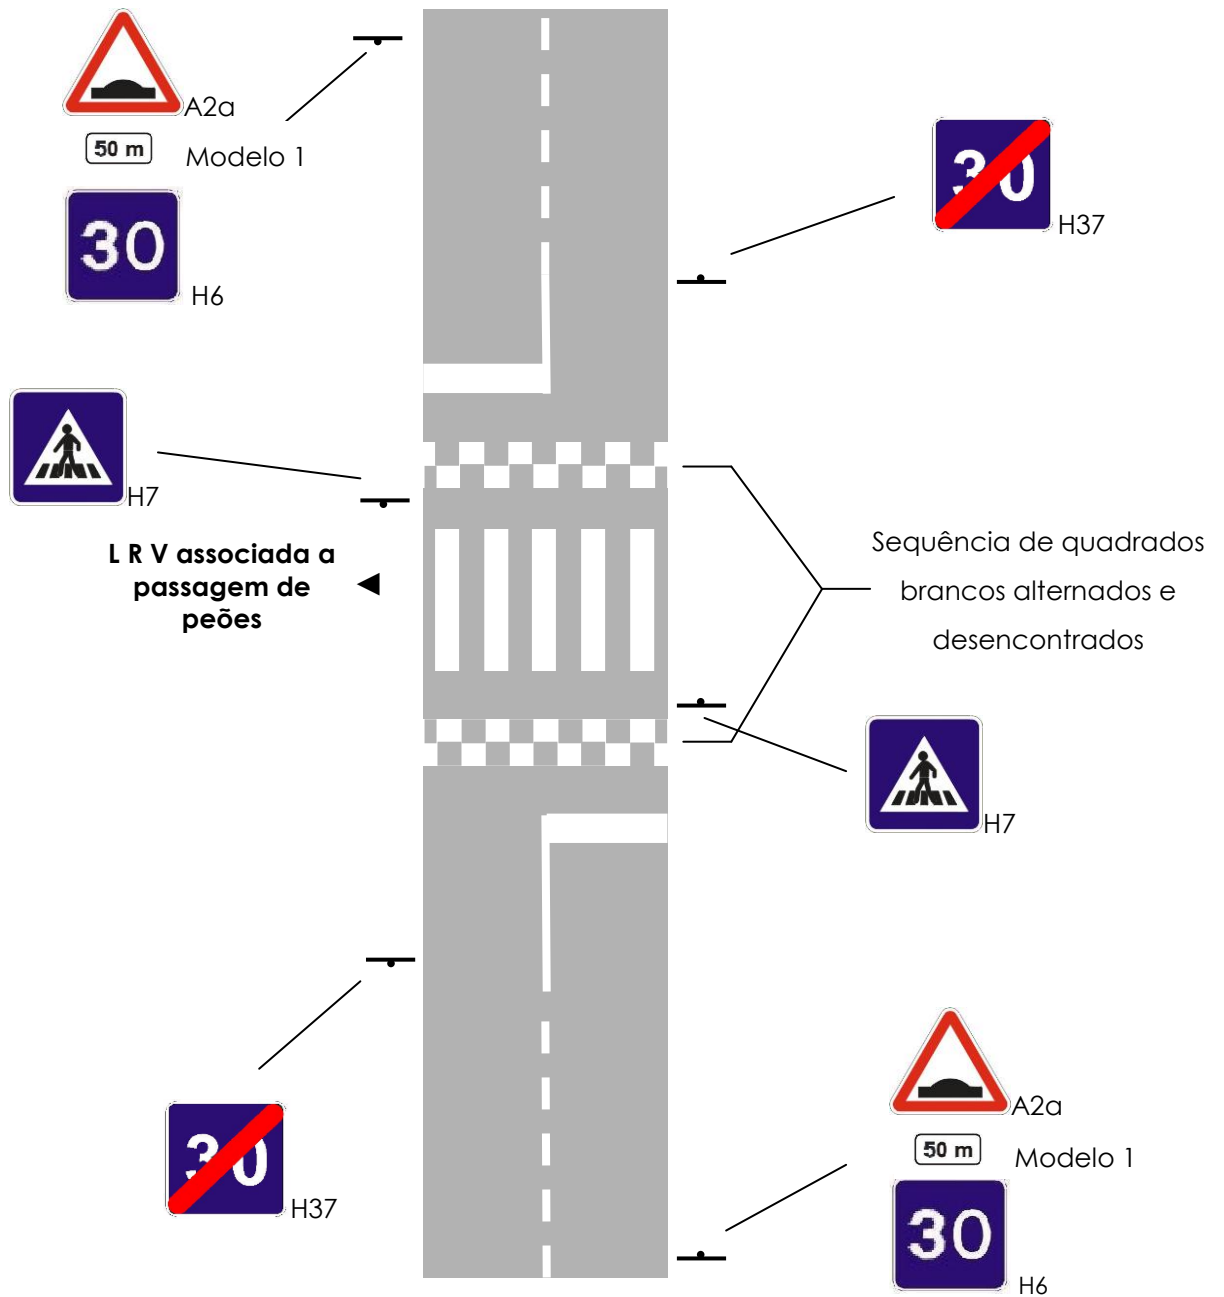 A2a
50 m
Modelo 1
30
H6
30
H37
H7
L R V associada a
passagem de
peões
Sequência de quadrados
brancos alternados e
desencontrados
H7
30
H37
A2a
50 m
Modelo 1
30
H6